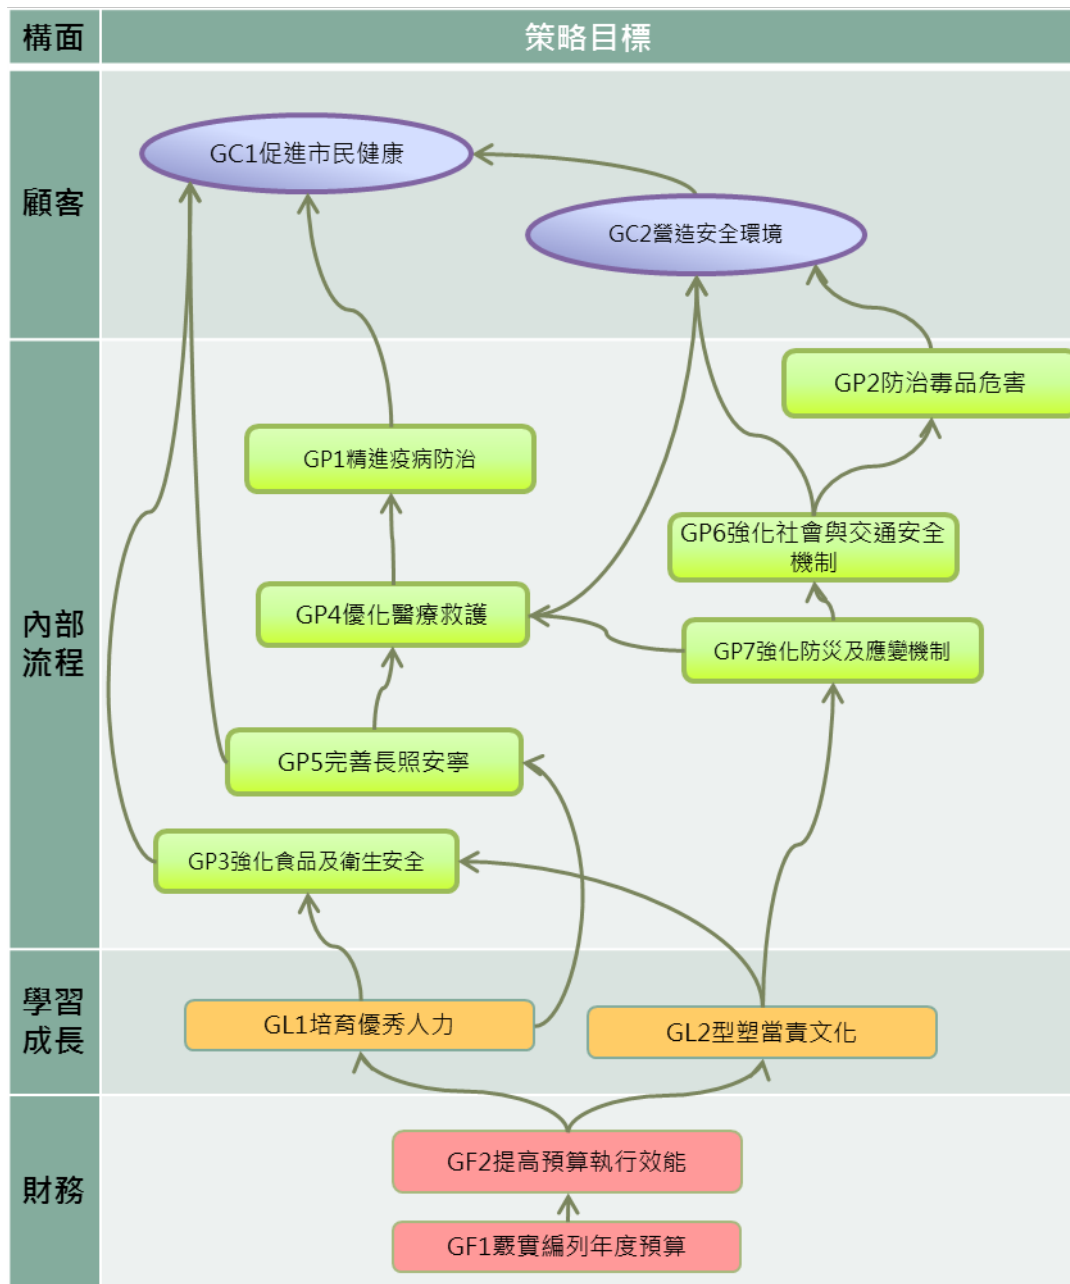 構面
策略目標
顧客
GC1促進市民健康
GC2營造安全環境
內部
流程
GP2防治毒品危害
GP1精進疫病防治
GP6強化社會與交通安全
機制
GP4優化醫療救護
GP7強化防災及應變機制
GP5完善長照安寧
GP3強化食品及衛生安全
學習
成長
GL1培育優秀人力
GL2型塑當責文化
財務
GF2提高預算執行效能
GF1覈實編列年度預算